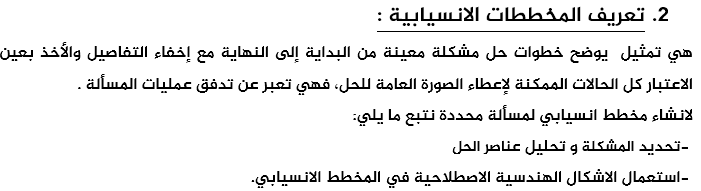 2. تعريف المخططات الانسيابية :
هي تمثيل يوضح خطوات حل مشكلة معينة من البداية إلى النهاية مع إخفاء التفاصيل والأخذ بعين
الاعتبار كل الحالات الممكنة لإعطاء الصورة العامة للحل، فهي تعبر عن تدفق عمليات المسألة .
لانشاء مخطط انسيابي لمسألة محددة نتبع ما يلي:
-تحديد المشكلة و تحليل عناصر الحل
-استعمال الاشكال الهندسية الاصطلاحية في المخطط الانسيابي.